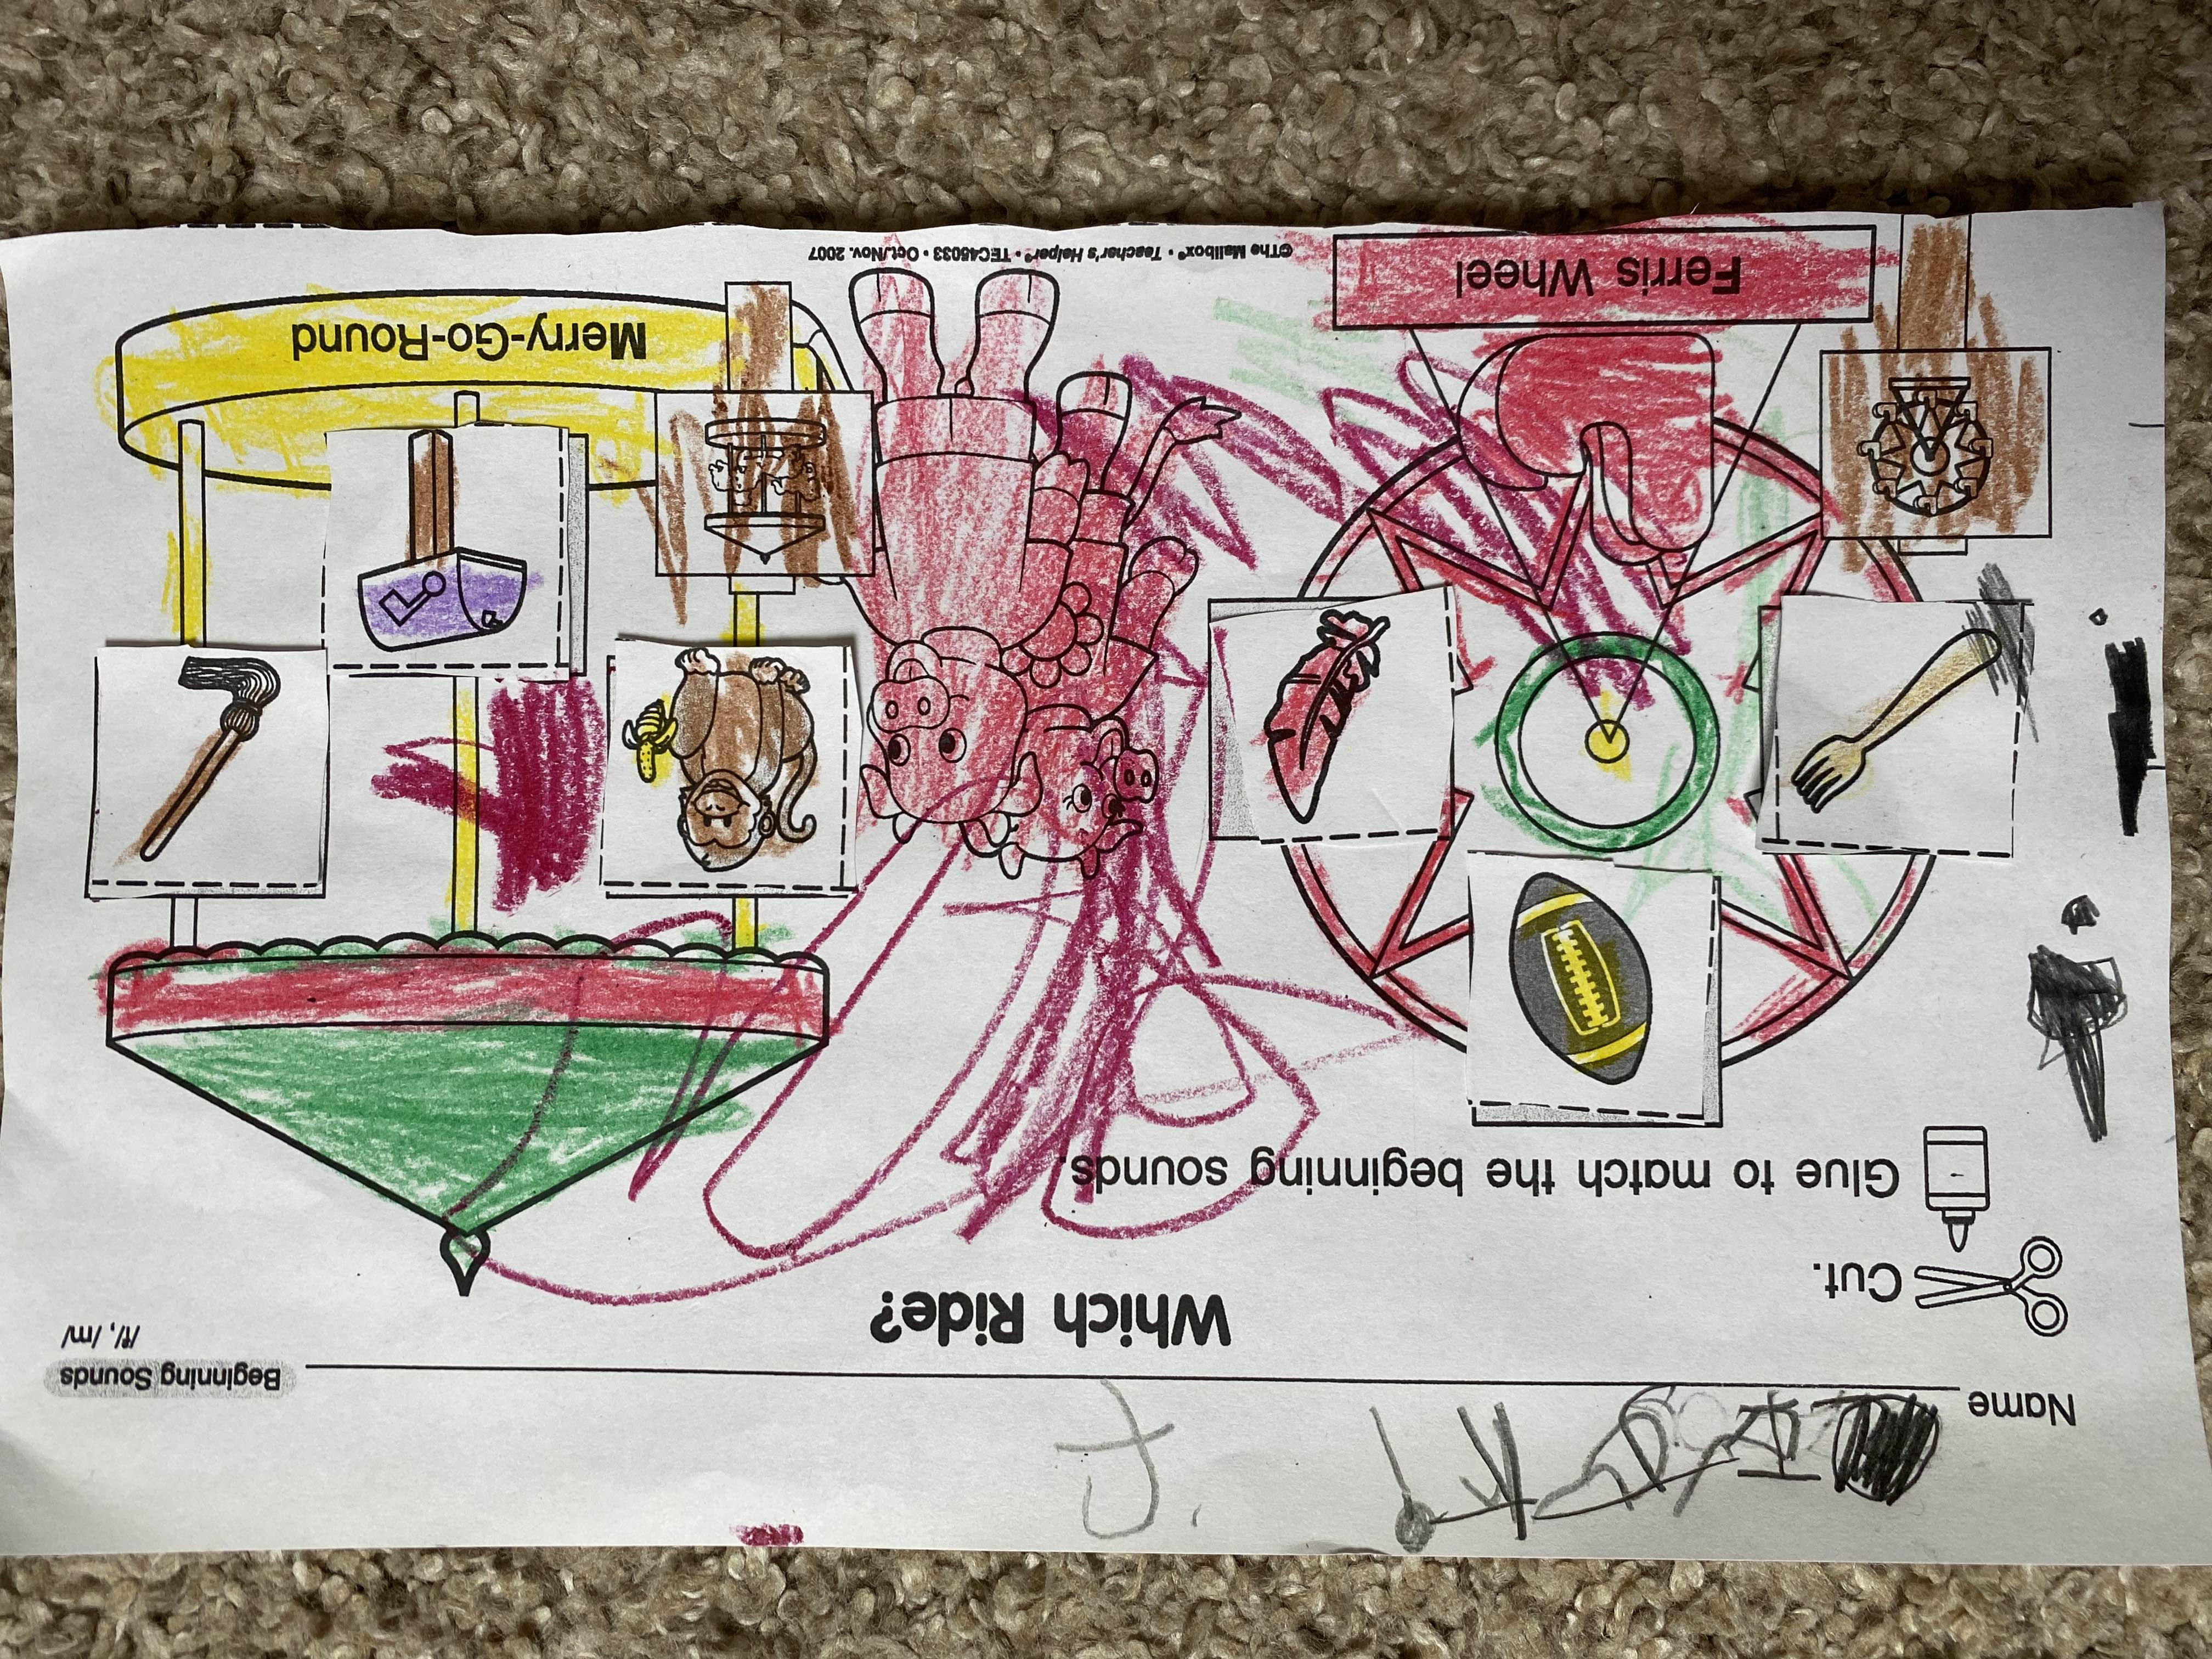 Name
f
Beginning Sounds
/f/, /m/
Which Ride?
Cut.
Glue to match the beginning sounds.
Ferris Wheel
Merry-Go-Round
©The Mailbox® • Teacher's Helper® • TEC45033 • Oct./Nov. 2007